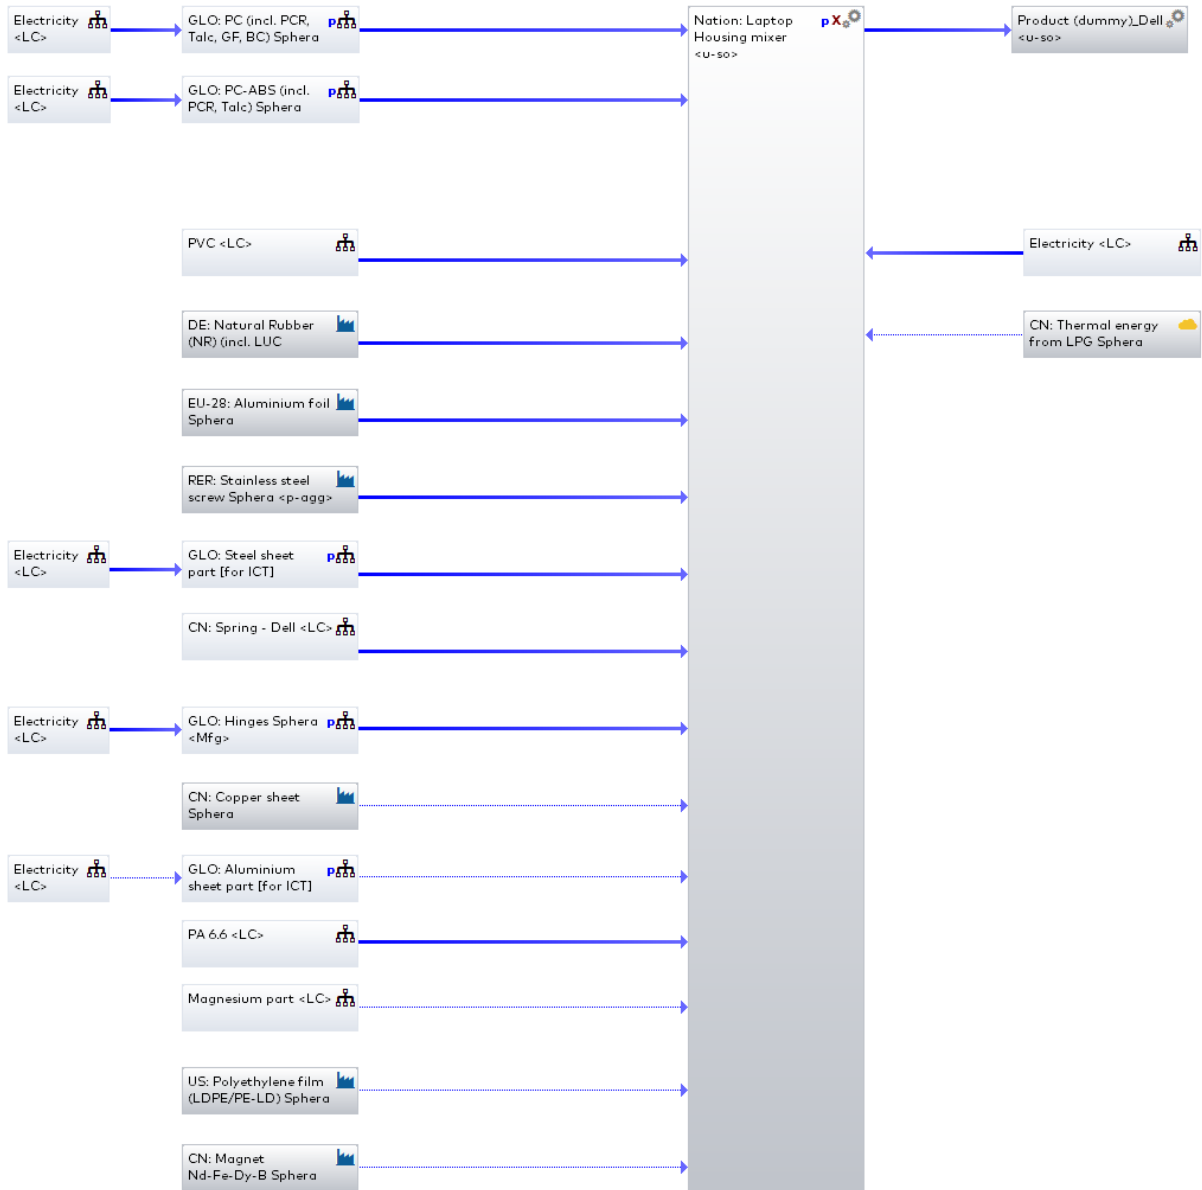 Electricity
<LC>
GLO: PC (incl. PCR,
Talc, GF, BC) Sphera
p
Nation: Laptop
Housing mixer
<u-so>
p X
Product (dummy)_Dell
<u-so>
Electricity
<LC>
GLO: PC-ABS (incl.
PCR, Talc) Sphera
p
PVC <LC>
Electricity <LC>
DE: Natural Rubber
(NR) (incl. LUC
CN: Thermal energy
from LPG Sphera
EU-28: Aluminium foil
Sphera
RER: Stainless steel
screw Sphera <p-agg>
Electricity
<LC>
GLO: Steel sheet
part [for ICT]
p
CN: Spring - Dell <LC>
Electricity
<LC>
GLO: Hinges Sphera
<Mfg>
p
CN: Copper sheet
Sphera
Electricity
<LC>
GLO: Aluminium
sheet part [for ICT]
p
PA 6.6 <LC>
Magnesium part <LC>
US: Polyethylene film
(LDPE/PE-LD) Sphera
CN: Magnet
Nd-Fe-Dy-B Sphera